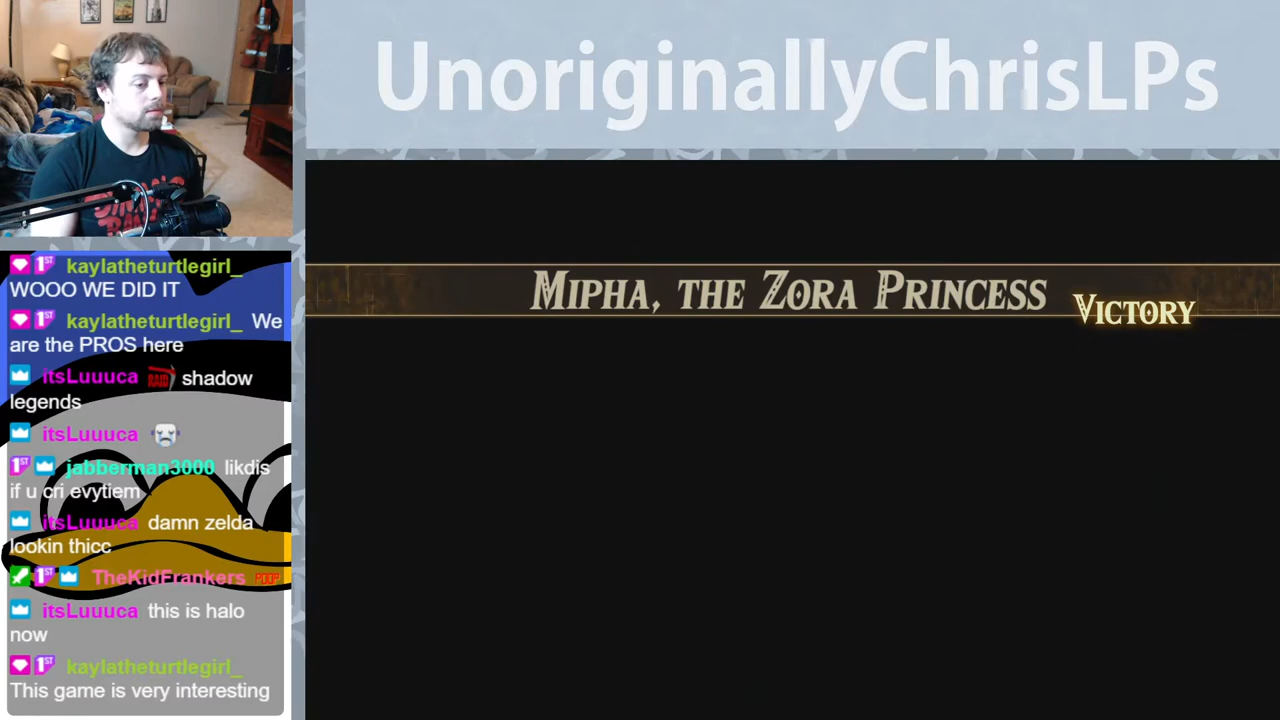 UnoriginallyChrisLPs
Mipha, the Zora Princess
Victory
kaylatheturtlegirl_
WOOO WE DID IT
kaylatheturtlegirl_ We
are the PROS here
itsLuuuca RAID shadow
legends
itsLuuuca
jabberman3000 likdis
if u cri evytiem
itsLuuuca damn zelda
lookin thicc
TheKidFrankers POOP
itsLuuuca this is halo
now
kaylatheturtlegirl_
This game is very interesting